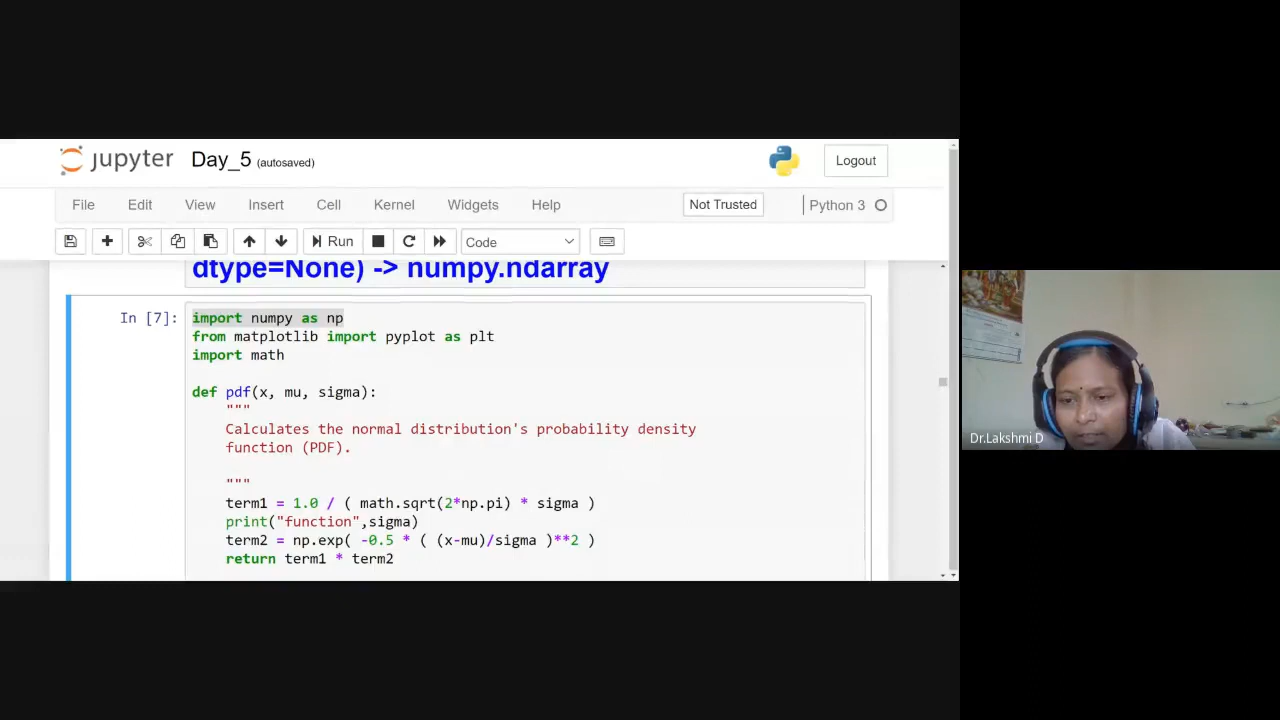 jupyter Day_5 (autosaved)
Logout
File Edit View Insert Cell Kernel Widgets Help Not Trusted Python 3
Run Code
dtype=None) -> numpy.ndarray
In [7]:
import numpy as np
from matplotlib import pyplot as plt
import math
def pdf(x, mu, sigma):
"""
Calculates the normal distribution's probability density
function (PDF).
"""
term1 = 1.0 / ( math.sqrt(2*np.pi) * sigma )
print("function",sigma)
term2 = np.exp( -0.5 * ( (x-mu)/sigma )**2 )
return term1 * term2
Dr.Lakshmi D